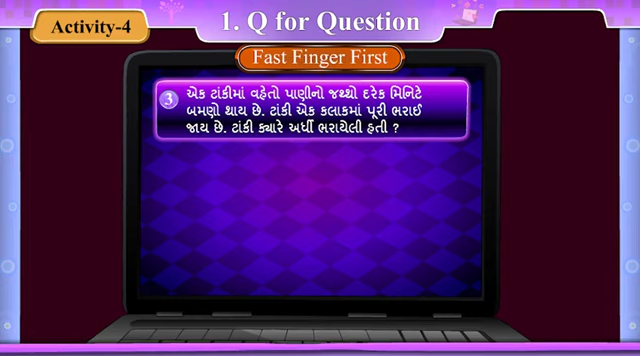 Activity-4
1. Q for Question
Fast Finger First
3 એક ટાંકીમાં વહેતો પાણીનો જથ્થો દરેક મિનિટે
બમણો થાય છે. ટાંકી એક કલાકમાં પૂરી ભરાઈ
જાય છે. ટાંકી ક્યારે અર્ધી ભરાયેલી હતી ?